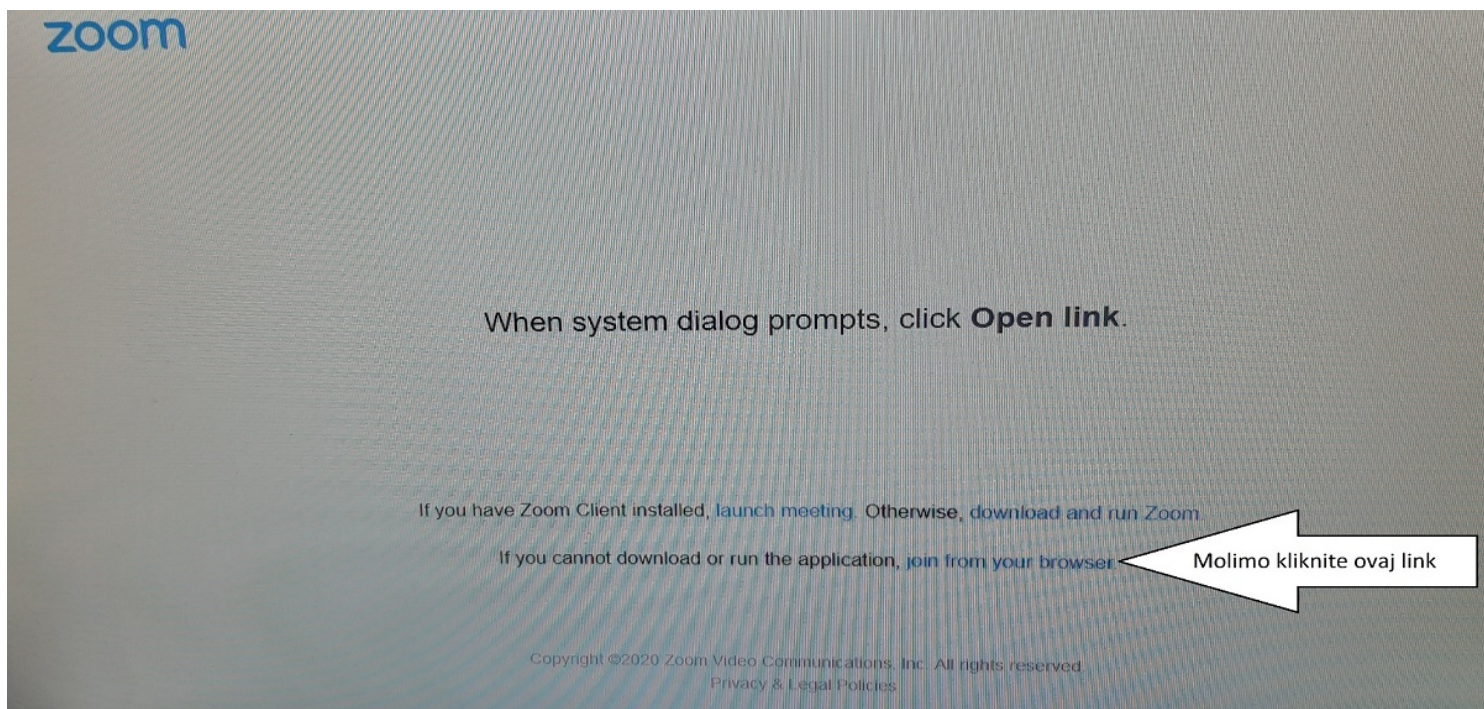 zoom
When system dialog prompts, click Open link.
If you have Zoom Client installed, launch meeting. Otherwise, download and run Zoom.
If you cannot download or run the application, join from your browser.
Molimo kliknite ovaj link
Copyright ©2020 Zoom Video Communications, Inc. All rights reserved.
Privacy & Legal Policies